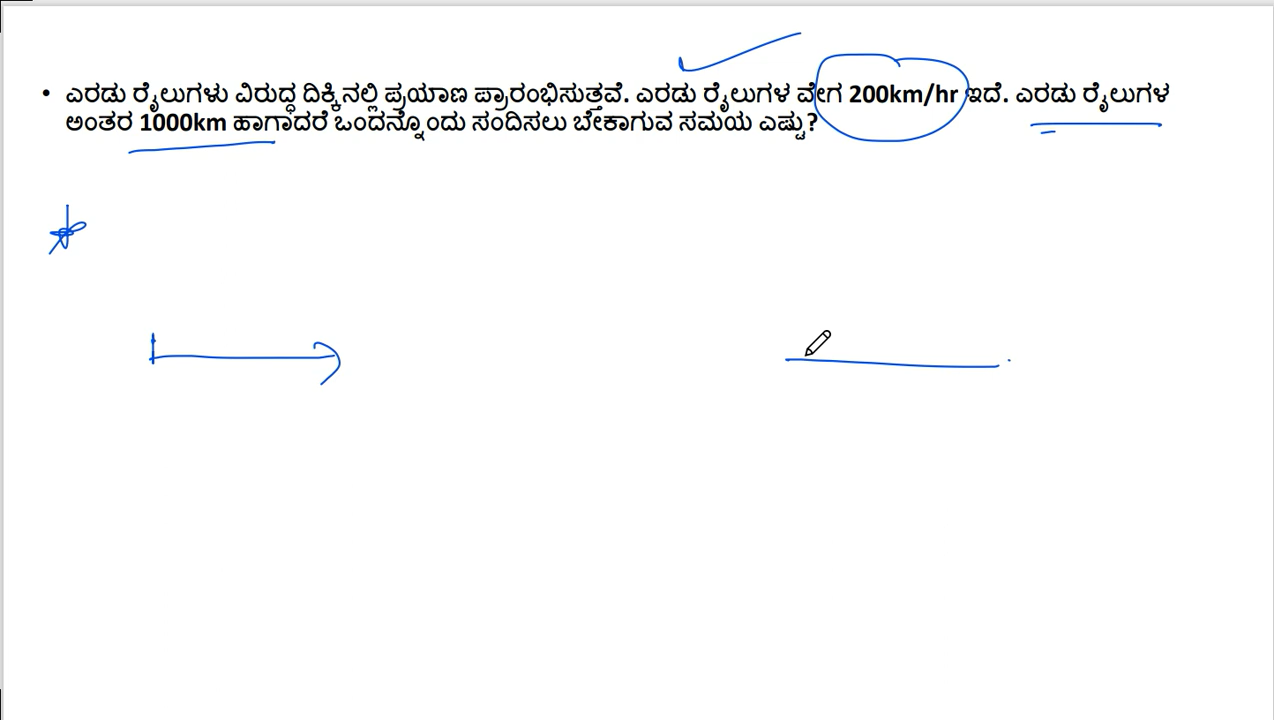 • ಎರಡು ರೈಲುಗಳು ವಿರುದ್ಧ ದಿಕ್ಕಿನಲ್ಲಿ ಪ್ರಯಾಣ ಪ್ರಾರಂಭಿಸುತ್ತವೆ. ಎರಡು ರೈಲುಗಳ ವೇಗ 200km/hr ಇದೆ. ಎರಡು ರೈಲುಗಳ
ಅಂತರ 1000km ಹಾಗಾದರೆ ಒಂದನ್ನೊಂದು ಸಂದಿಸಲು ಬೇಕಾಗುವ ಸಮಯ ಎಷ್ಟು?